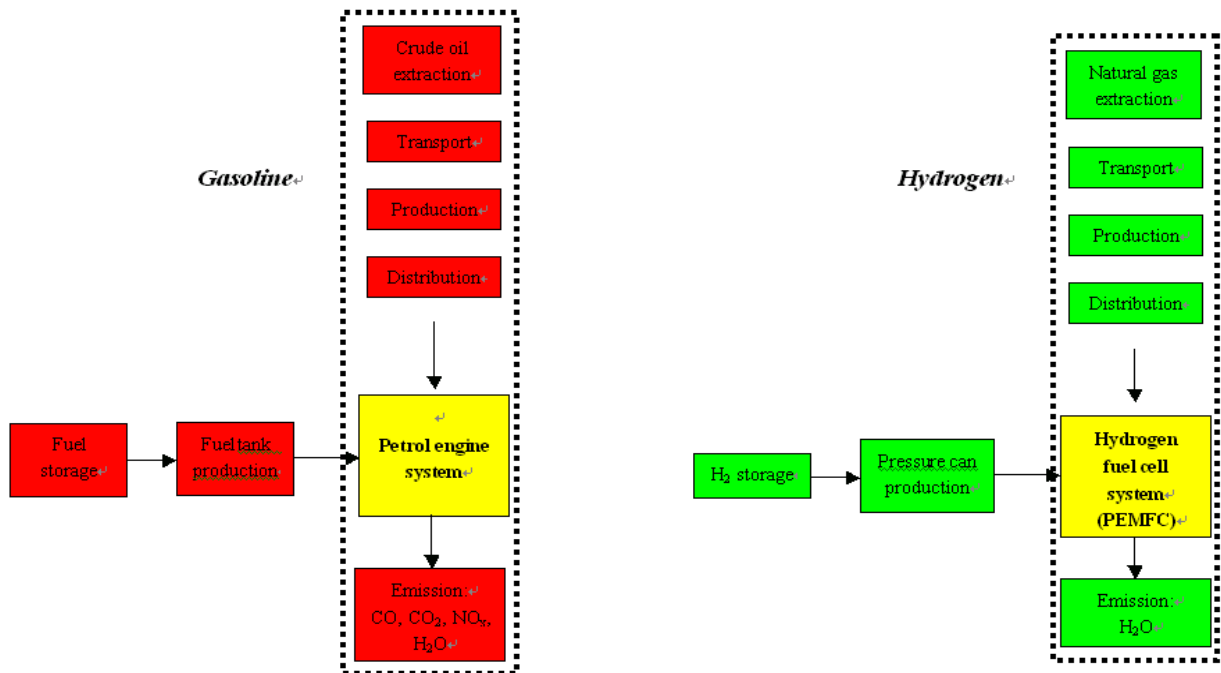 Crude oil
extraction
Transport
Gasoline
Production
Distribution
Petrol engine
system
Fuel
storage
Fuel tank
production
Emission:
CO, CO₂, NOₓ,
H₂O
Natural gas
extraction
Transport
Hydrogen
Production
Distribution
Hydrogen
fuel cell
system
(PEMFC)
H₂ storage
Pressure can
production
Emission:
H₂O